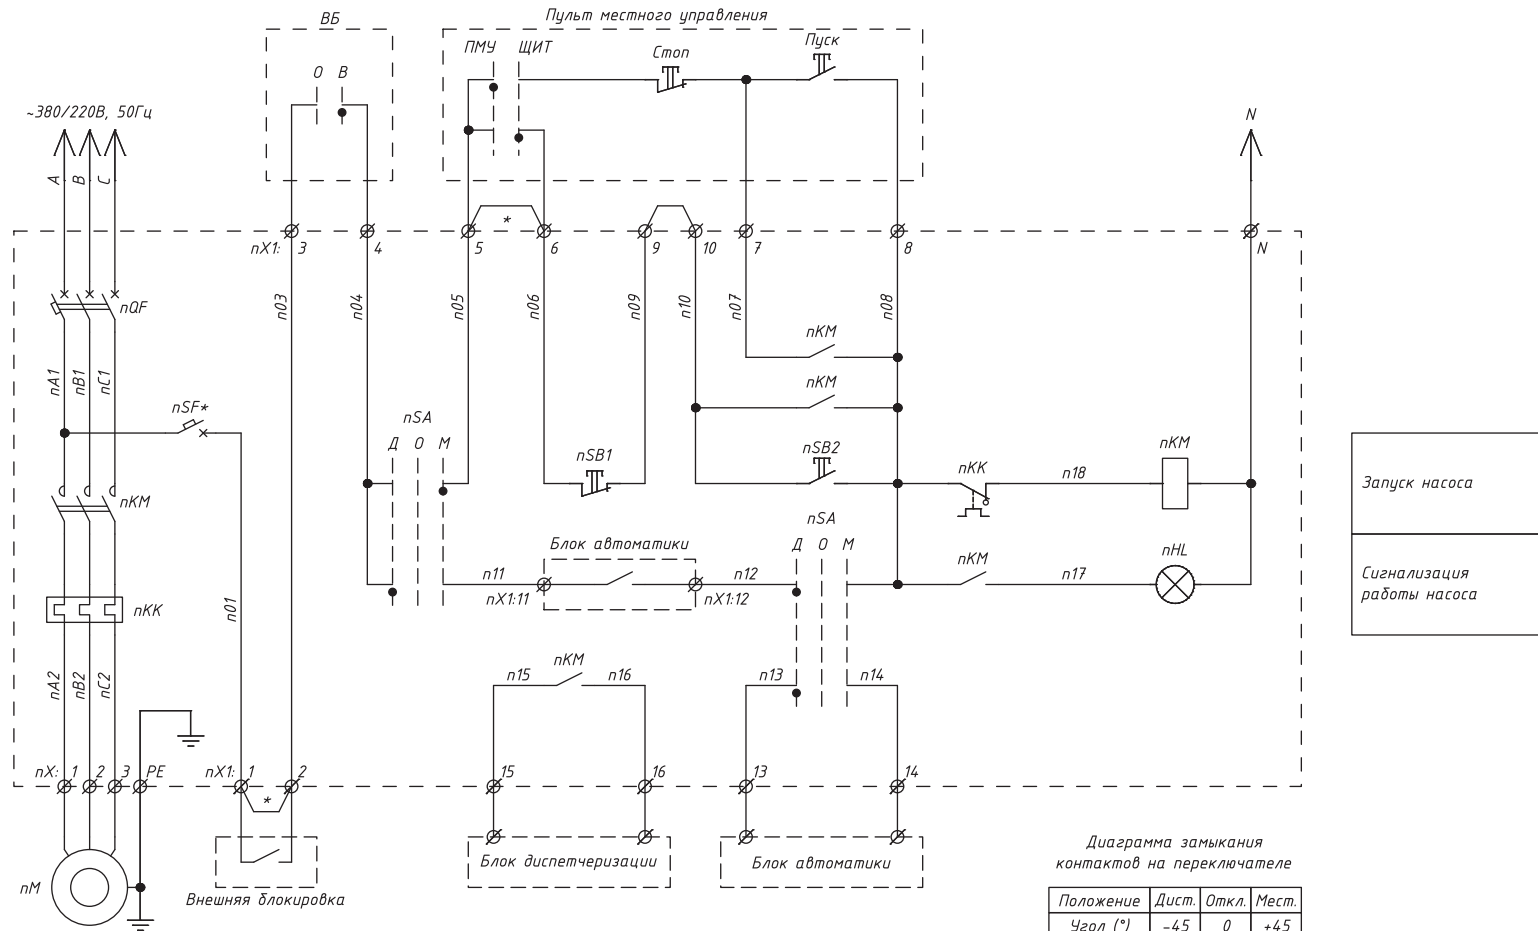 ВБ
Пульт местного управления
О В
ПМУ ЩИТ
Стоп
Пуск
~380/220В, 50Гц
N
A
B
C
*
nX1: 3
4
5
6
9
10
7
8
N
nQF
n03
n04
n05
n06
n09
n10
n07
n08
nKM
nA1
nB1
nC1
nKM
nSF*
nSA
Д О М
nSB1
nSB2
nKK
n18
nKM
Запуск насоса
nKM
nSA
Д О М
Блок автоматики
n11
n12
nX1:11
nX1:12
nKM
n17
nHL
Сигнализация
работы насоса
nKK
n01
nA2
nB2
nC2
n15
nKM
n16
n13
n14
nX: 1
2
3
PE
nX1: 1
2
15
16
13
14
*
nM
Внешняя блокировка
Блок диспетчеризации
Блок автоматики
Диаграмма замыкания
контактов на переключателе
Положение Дист. Откл. Мест.
Угол (°) -45 0 +45